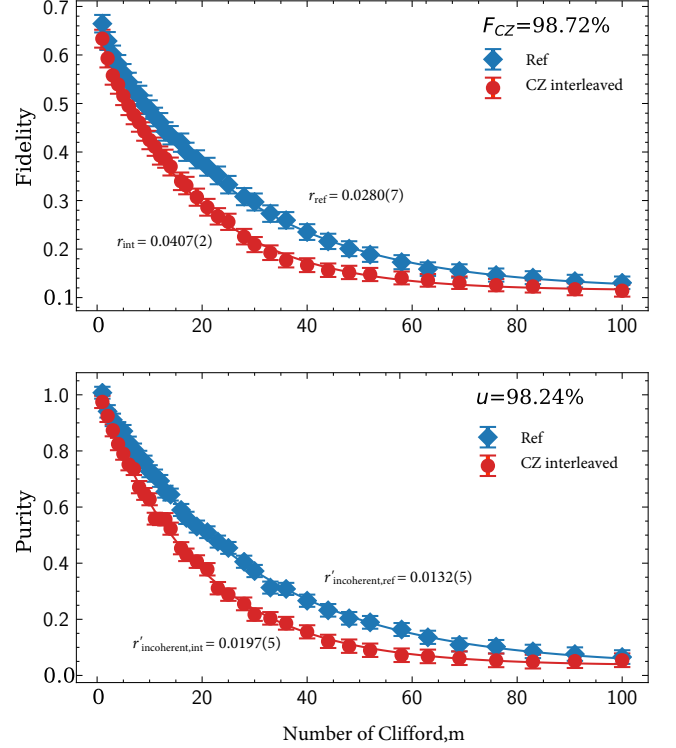 0.7
0.6
0.5
0.4
0.3
0.2
0.1
Fidelity
F_CZ=98.72%
Ref
CZ interleaved
r_ref = 0.0280(7)
r_int = 0.0407(2)
0 20 40 60 80 100
1.0
0.8
0.6
0.4
0.2
0.0
Purity
u=98.24%
Ref
CZ interleaved
r′_incoherent,ref = 0.0132(5)
r′_incoherent,int = 0.0197(5)
0 20 40 60 80 100
Number of Clifford,m